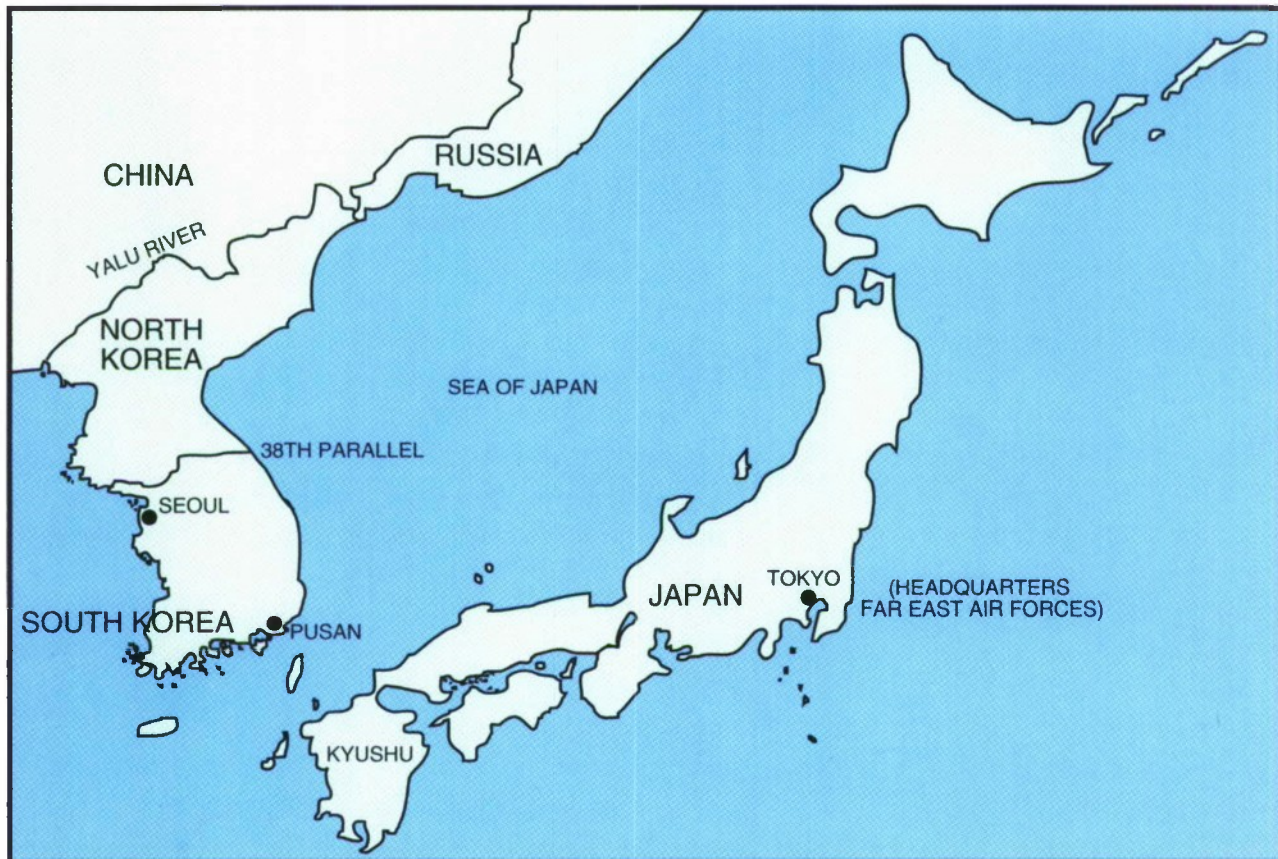 CHINA
RUSSIA
YALU RIVER
NORTH
KOREA
SEA OF JAPAN
38TH PARALLEL
SEOUL
TOKYO
JAPAN
(HEADQUARTERS
FAR EAST AIR FORCES)
SOUTH KOREA
PUSAN
KYUSHU